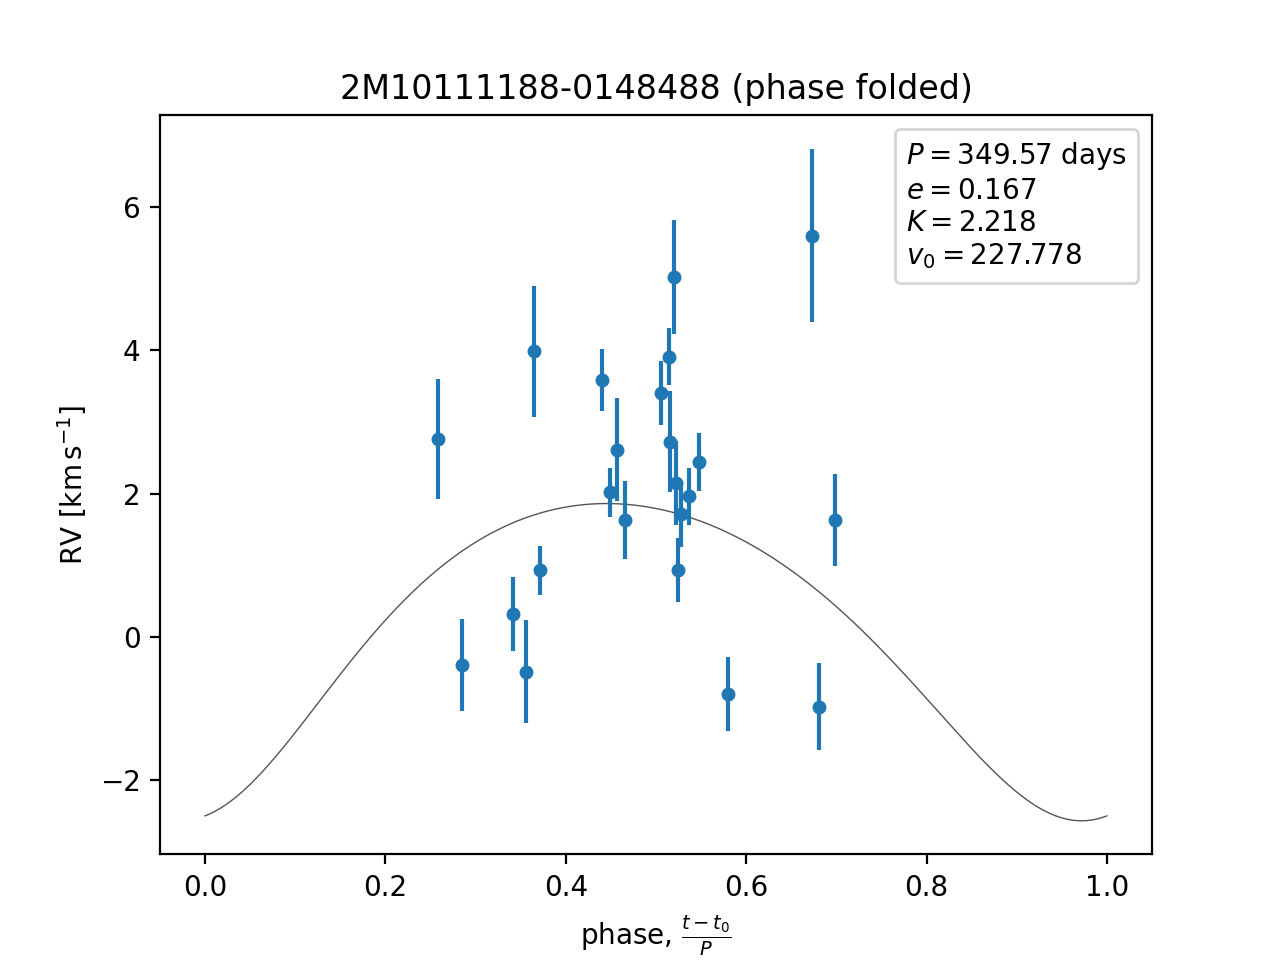 2M10111188-0148488 (phase folded)
P = 349.57 days
e = 0.167
K = 2.218
v₀ = 227.778
6
4
2
0
−2
RV [km s⁻¹]
0.0 0.2 0.4 0.6 0.8 1.0
phase, (t − t₀)/P